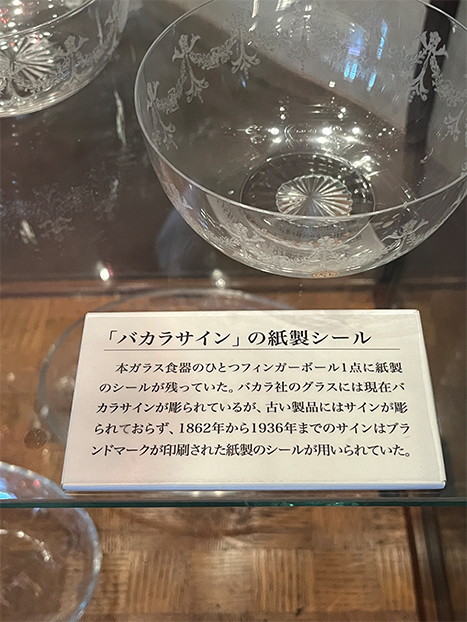 「バカラサイン」の紙製シール
本ガラス食器のひとつフィンガーボール1点に紙製
のシールが残っていた。バカラ社のグラスには現在バ
カラサインが彫られているが、古い製品にはサインが彫
られておらず、1862年から1936年までのサインはブラ
ンドマークが印刷された紙製のシールが用いられていた。